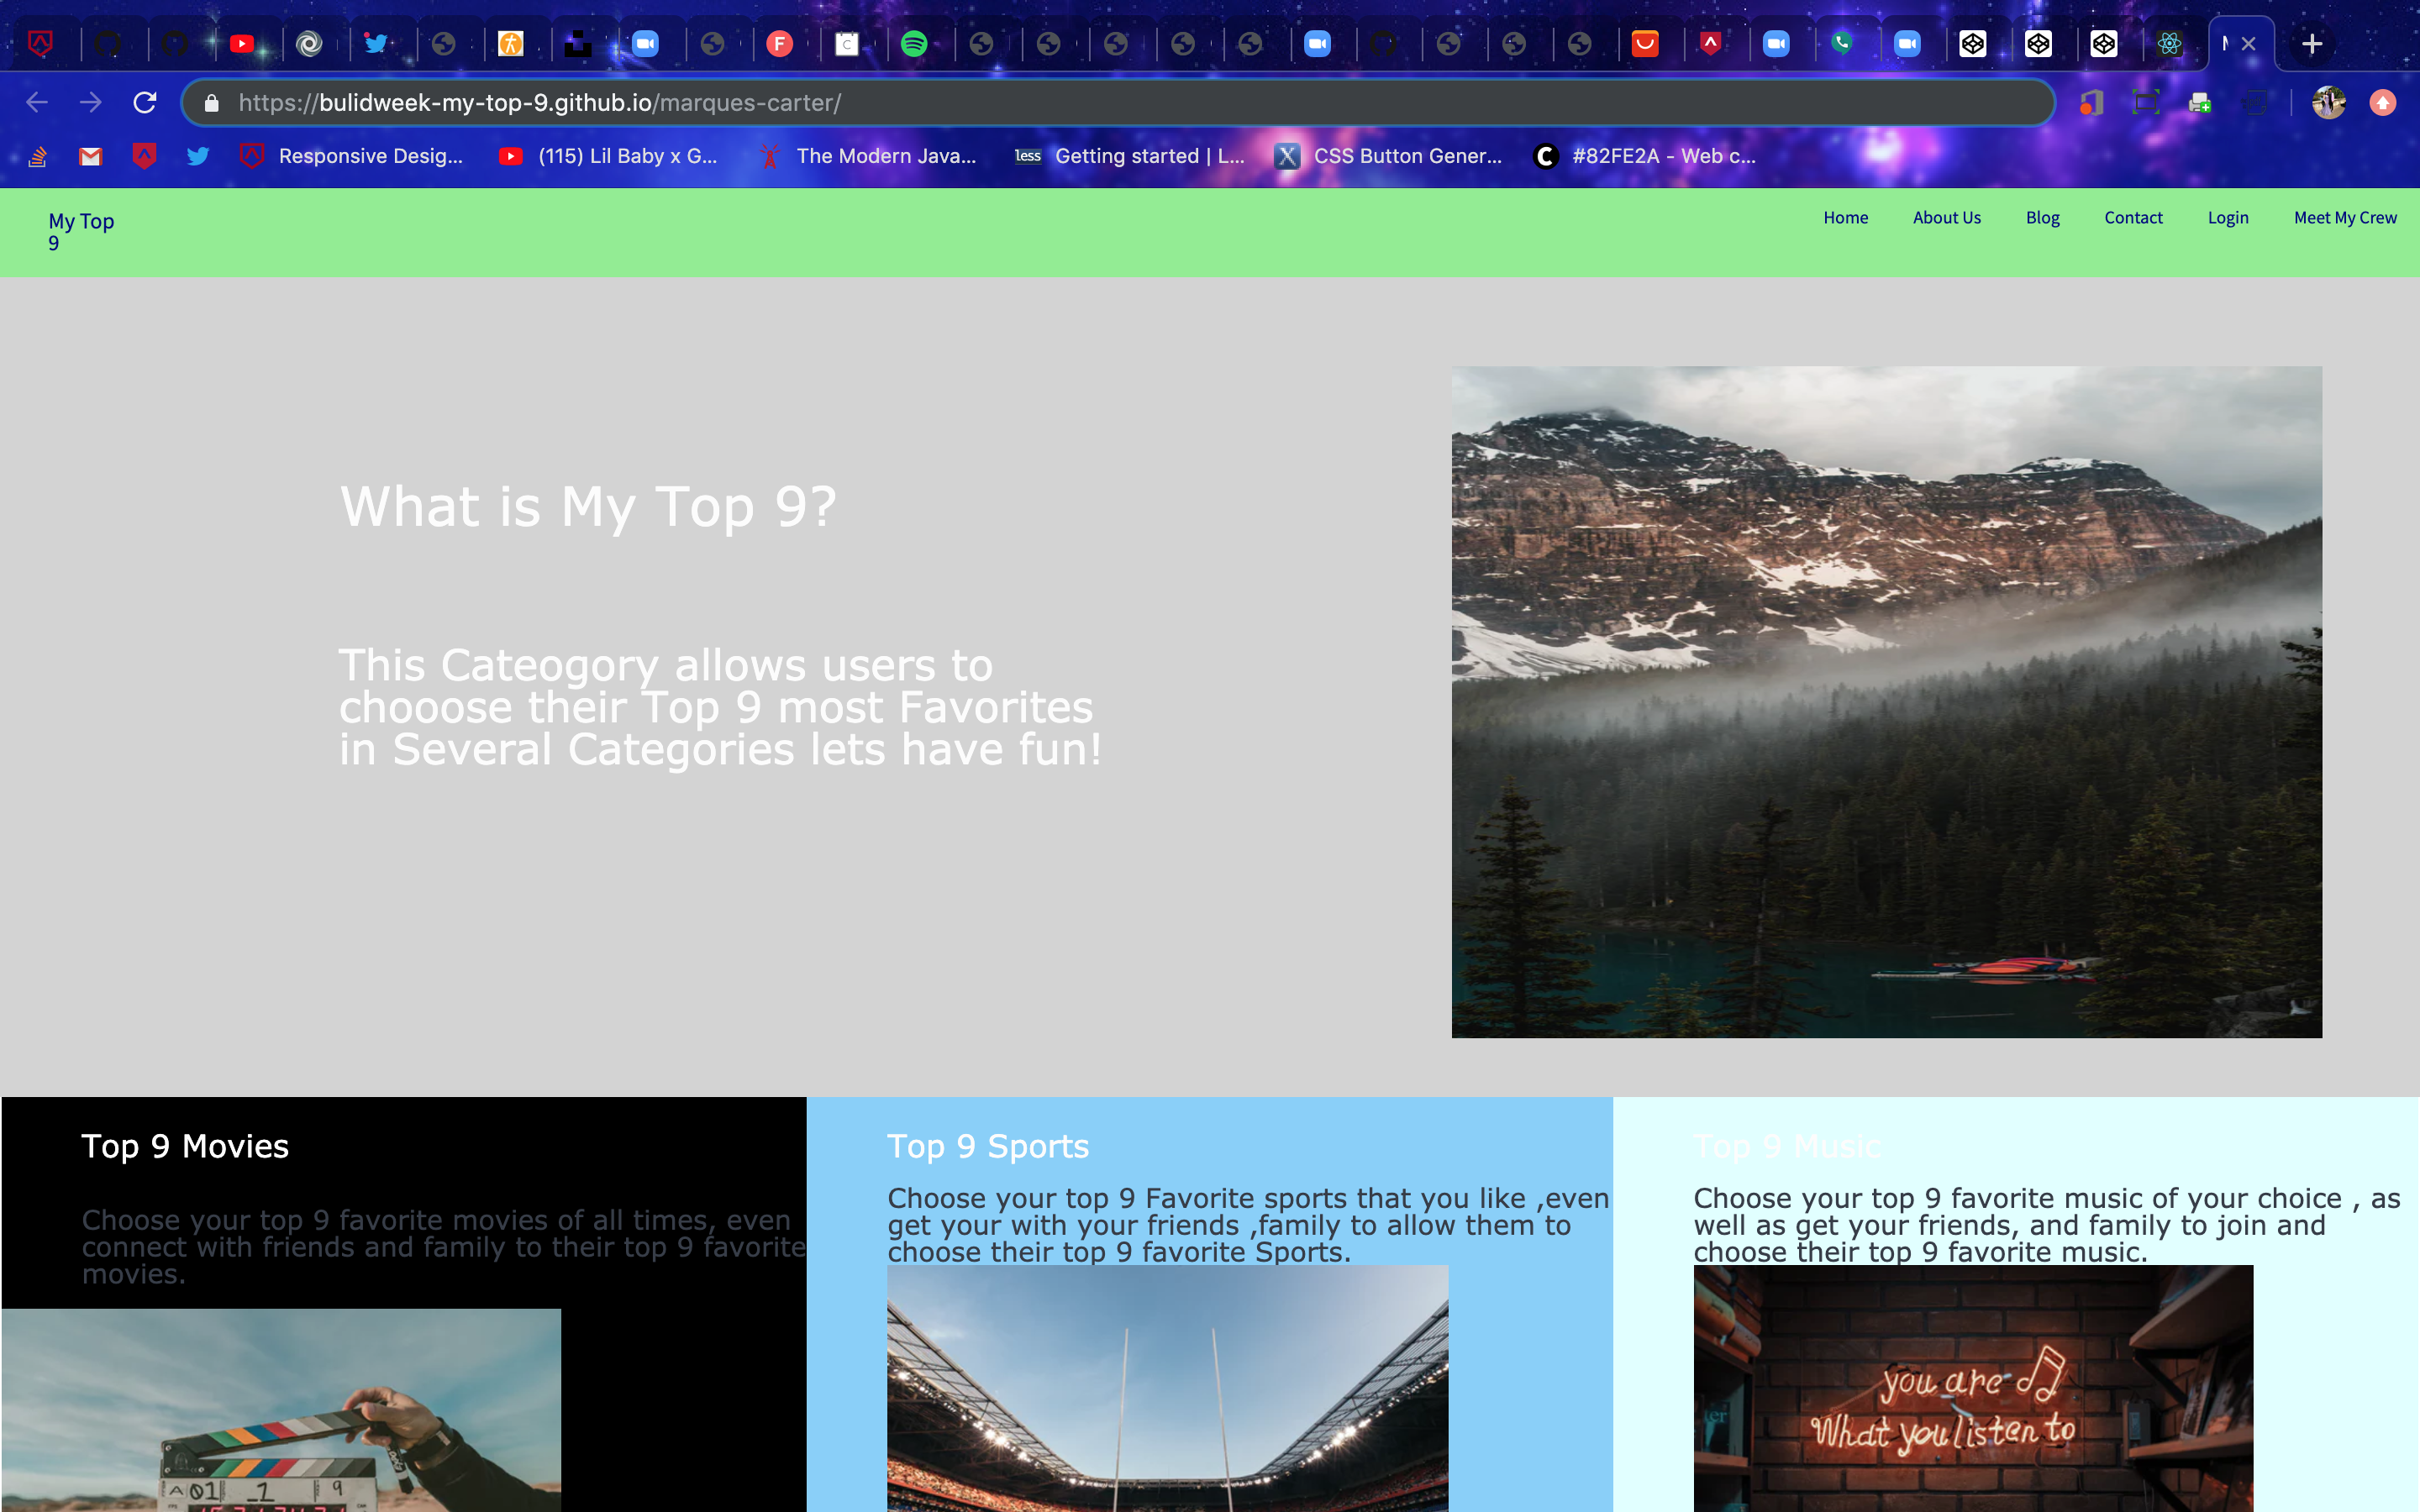 https://bulidweek-my-top-9.github.io/marques-carter/
Responsive Desig...
(115) Lil Baby x G...
The Modern Java...
less
Getting started | L...
CSS Button Gener...
#82FE2A - Web c...
My Top
9
Home
About Us
Blog
Contact
Login
Meet My Crew
What is My Top 9?
This Cateogory allows users to
chooose their Top 9 most Favorites
in Several Categories lets have fun!
Top 9 Movies
Choose your top 9 favorite movies of all times, even
connect with friends and family to their top 9 favorite
movies.
Top 9 Sports
Choose your top 9 Favorite sports that you like ,even
get your with your friends ,family to allow them to
choose their top 9 favorite Sports.
Top 9 Music
Choose your top 9 favorite music of your choice , as
well as get your friends, and family to join and
choose their top 9 favorite music.
A 01 1 9
you are
What you listen to